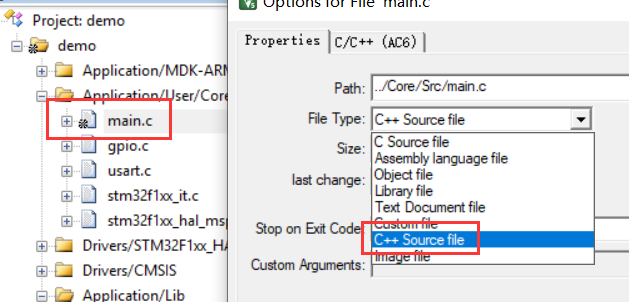 Project: demo
demo
Application/MDK-ARM
Application/User/Core
main.c
gpio.c
usart.c
stm32f1xx_it.c
stm32f1xx_hal_msp
Drivers/STM32F1xx_HA
Drivers/CMSIS
Application/Lib
Options for File 'main.c'
Properties
C/C++ (AC6)
Path: ../Core/Src/main.c
File Type: C++ Source file
Size:
last change:
Stop on Exit Code:
Custom Arguments:
C Source file
Assembly language file
Object file
Library file
Text Document file
Custom file
C++ Source file
Image file